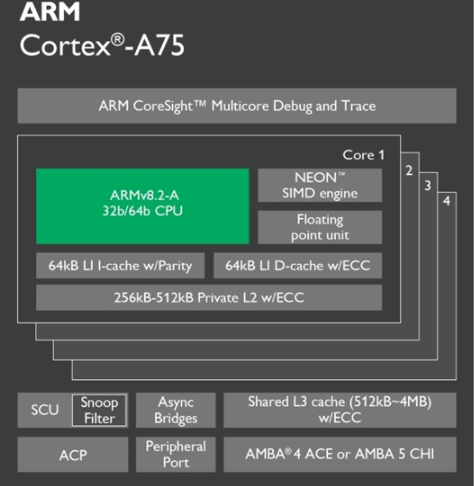 ARM
Cortex®-A75
ARM CoreSight™ Multicore Debug and Trace
Core 1
2
3
4
ARMv8.2-A
32b/64b CPU
NEON™
SIMD engine
Floating
point unit
64kB LI I-cache w/Parity
64kB LI D-cache w/ECC
256kB-512kB Private L2 w/ECC
SCU
Snoop
Filter
Async
Bridges
Shared L3 cache (512kB~4MB)
w/ECC
ACP
Peripheral
Port
AMBA®4 ACE or AMBA 5 CHI